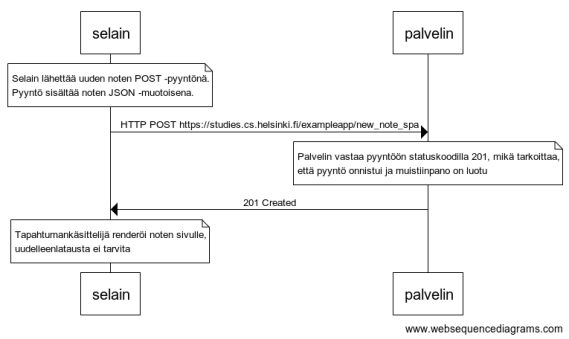 selain
palvelin
Selain lähettää uuden noten POST -pyyntönä.
Pyyntö sisältää noten JSON -muotoisena.
HTTP POST https://studies.cs.helsinki.fi/exampleapp/new_note_spa
Palvelin vastaa pyyntöön statuskoodilla 201, mikä tarkoittaa,
että pyyntö onnistui ja muistiinpano on luotu
201 Created
Tapahtumankäsittelijä renderöi noten sivulle,
uudelleenlatausta ei tarvita
selain
palvelin
www.websequencediagrams.com